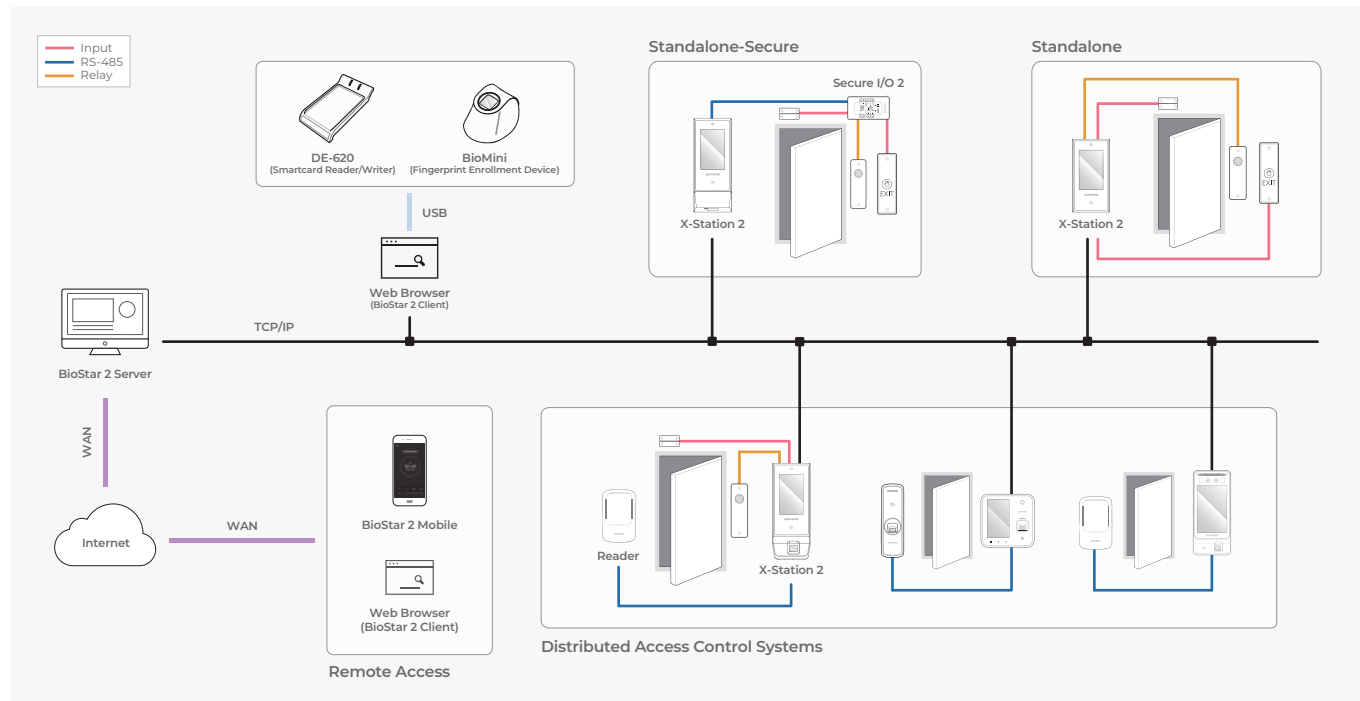 Input
RS-485
Relay
DE-620
(Smartcard Reader/Writer)
BioMini
(Fingerprint Enrollment Device)
USB
Web Browser
(BioStar 2 Client)
Standalone-Secure
Secure I/O 2
EXIT
X-Station 2
Standalone
EXIT
X-Station 2
TCP/IP
BioStar 2 Server
WAN
Internet
WAN
BioStar 2 Mobile
Web Browser
(BioStar 2 Client)
Remote Access
Reader
X-Station 2
Distributed Access Control Systems